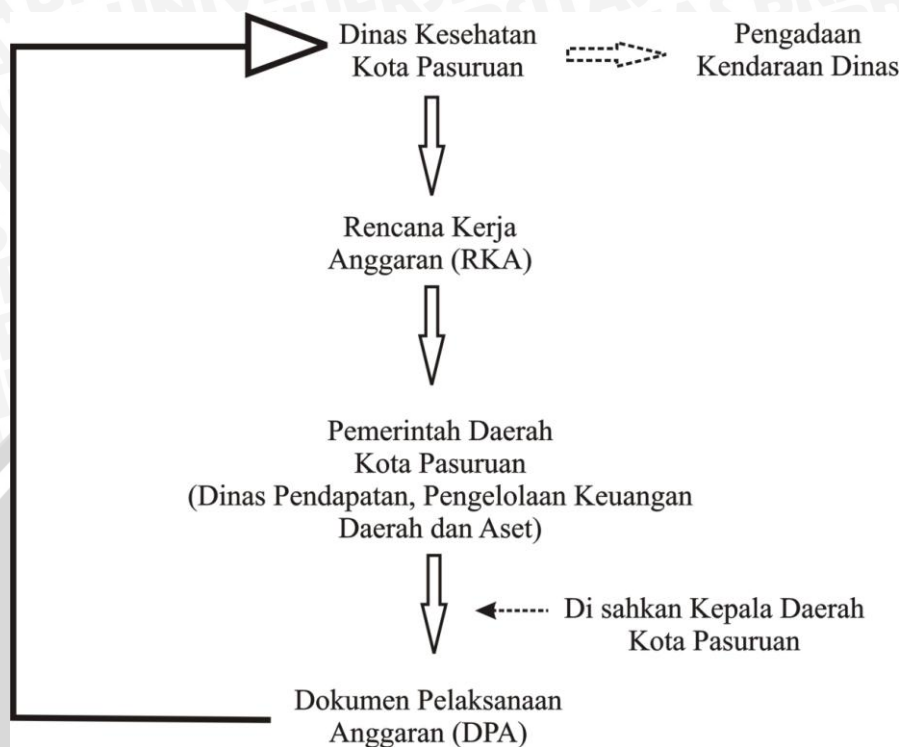 Dinas Kesehatan
Kota Pasuruan
Pengadaan
Kendaraan Dinas
Rencana Kerja
Anggaran (RKA)
Pemerintah Daerah
Kota Pasuruan
(Dinas Pendapatan, Pengelolaan Keuangan
Daerah dan Aset)
Di sahkan Kepala Daerah
Kota Pasuruan
Dokumen Pelaksanaan
Anggaran (DPA)